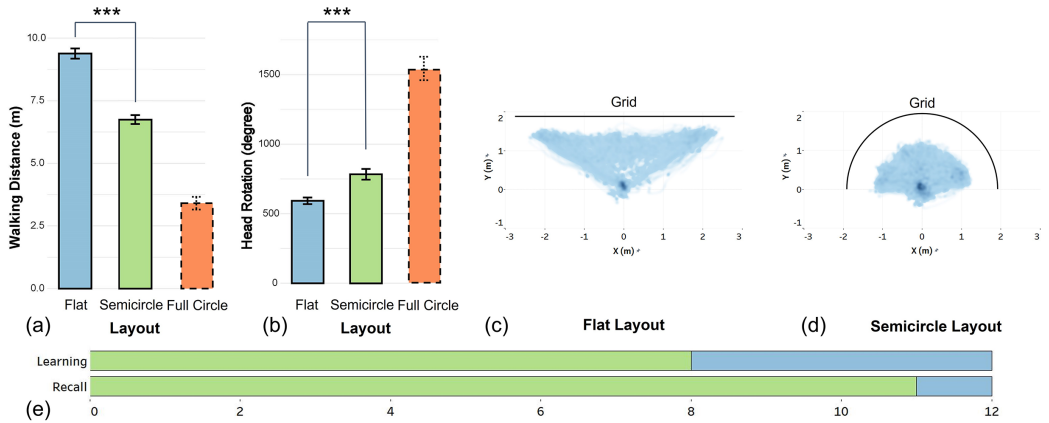 ***
10.0
7.5
5.0
2.5
0.0
Walking Distance (m)
Flat Semicircle Full Circle
(a) Layout
***
1500
1000
500
0
Head Rotation (degree)
Flat Semicircle Full Circle
(b) Layout
Grid
2
1
0
-1
Y (m)
-3 -2 -1 0 1 2 3
X (m)
(c) Flat Layout
Grid
2
1
0
-1
Y (m)
-3 -2 -1 0 1 2 3
X (m)
(d) Semicircle Layout
Learning
Recall
(e) 0 2 4 6 8 10 12